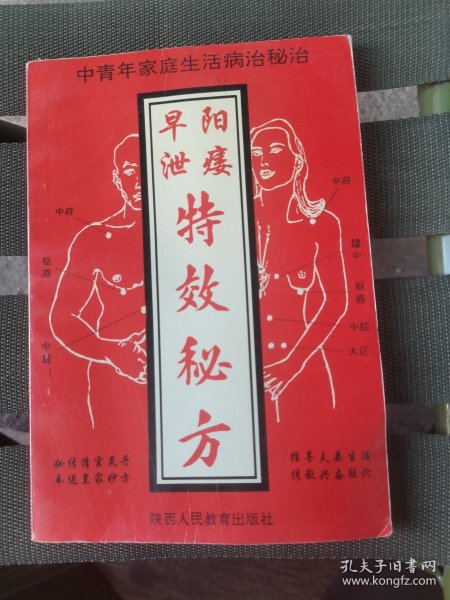 中青年家庭生活病治秘治
阳痿
早泄
特效秘方
中府
枢筋
中脘
中府
膻中
枢筋
中脘
大巨
秘传清宫灵丹
奉送皇家妙方
指导夫妻生活
传教兴奋经穴
陕西人民教育出版社
孔夫子旧书网
www.kongfz.com